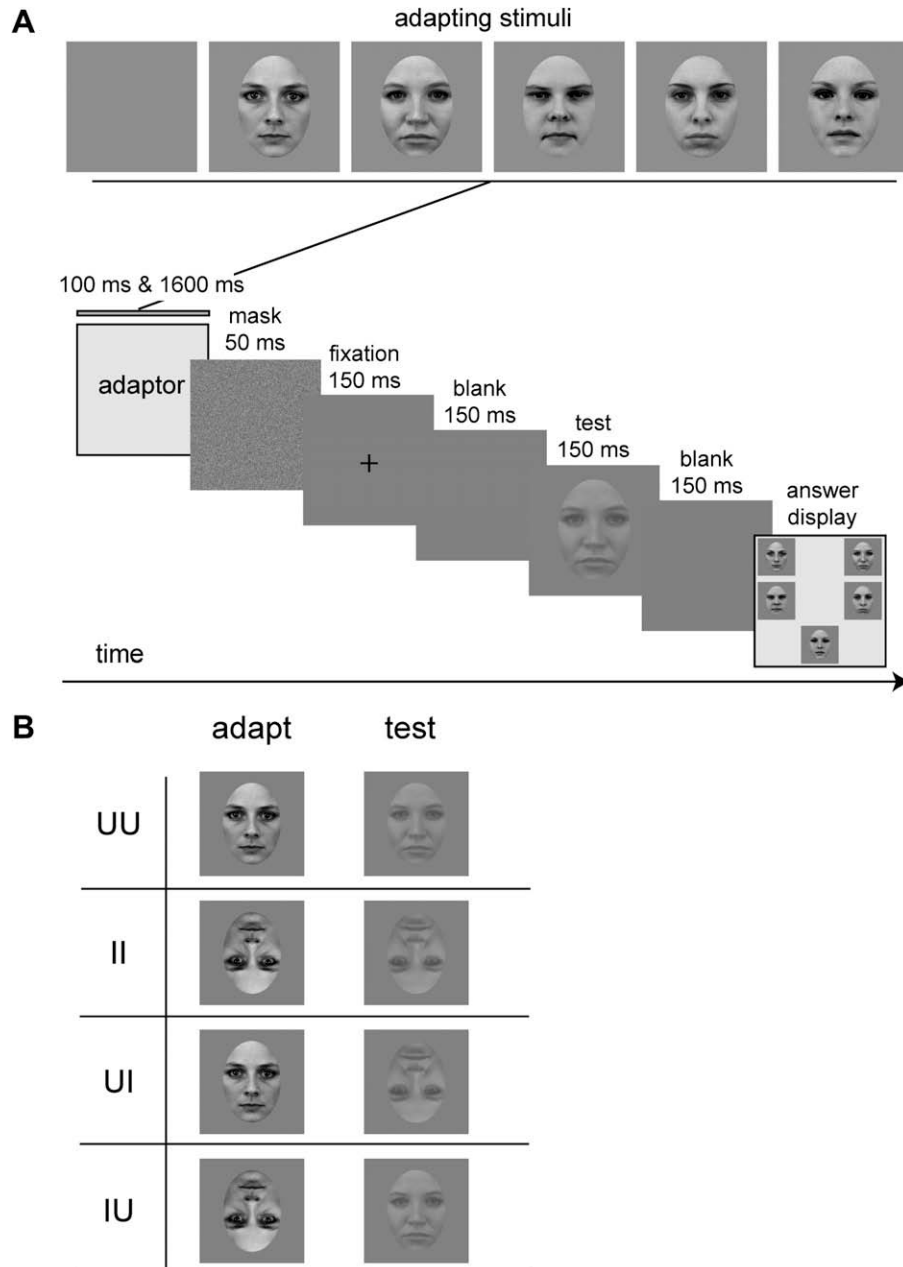 A
adapting stimuli
100 ms & 1600 ms
adaptor
mask
50 ms
fixation
150 ms
+
blank
150 ms
test
150 ms
blank
150 ms
answer
display
time
B
adapt test
UU
II
UI
IU